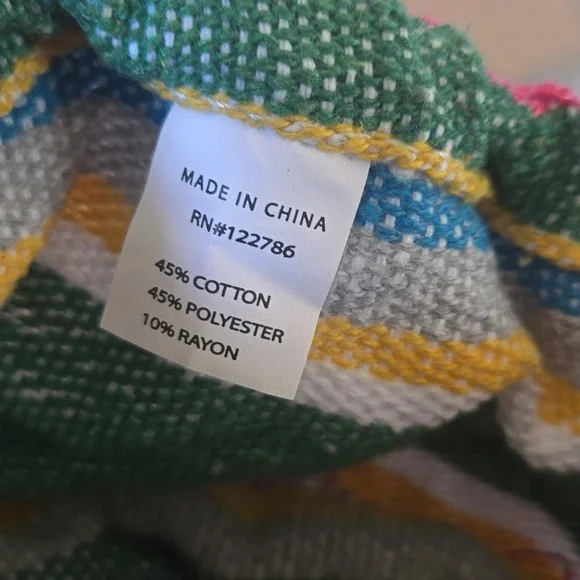 MADE IN CHINA
RN#122786
45% COTTON
45% POLYESTER
10% RAYON